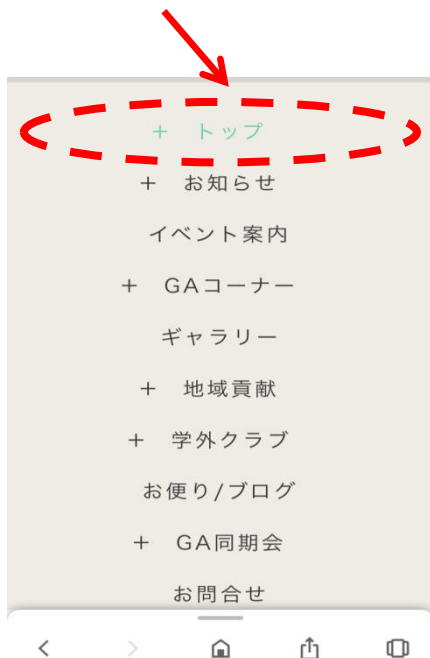 + トップ
+ お知らせ
イベント案内
+ GAコーナー
ギャラリー
+ 地域貢献
+ 学外クラブ
お便り/ブログ
+ GA同期会
お問合せ